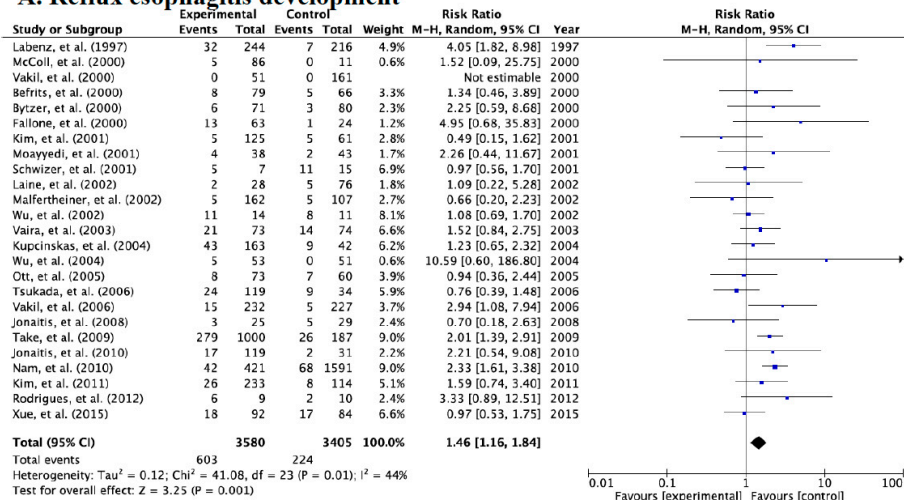 A. Reflux esophagitis development
Experimental Control Risk Ratio Risk Ratio
Study or Subgroup Events Total Events Total Weight M-H, Random, 95% CI Year M-H, Random, 95% CI
Labenz, et al. (1997) 32 244 7 216 4.9% 4.05 [1.82, 8.98] 1997
McColl, et al. (2000) 5 86 0 11 0.6% 1.52 [0.09, 25.75] 2000
Vakil, et al. (2000) 0 51 0 161 Not estimable 2000
Befrits, et al. (2000) 8 79 5 66 3.3% 1.34 [0.46, 3.89] 2000
Bytzer, et al. (2000) 6 71 3 80 2.2% 2.25 [0.59, 8.68] 2000
Fallone, et al. (2000) 13 63 1 24 1.2% 4.95 [0.68, 35.83] 2000
Kim, et al. (2001) 5 125 5 61 2.7% 0.49 [0.15, 1.62] 2001
Moayyedi, et al. (2001) 4 38 2 43 1.7% 2.26 [0.44, 11.67] 2001
Schwizer, et al. (2001) 5 7 11 15 7.1% 0.97 [0.56, 1.70] 2001
Laine, et al. (2002) 2 28 5 76 1.8% 1.09 [0.22, 5.28] 2002
Malfertheiner, et al. (2002) 5 162 5 107 2.6% 0.66 [0.20, 2.23] 2002
Wu, et al. (2002) 11 14 8 11 8.1% 1.08 [0.69, 1.70] 2002
Vaira, et al. (2003) 21 73 14 74 6.7% 1.52 [0.84, 2.75] 2003
Kupcinskas, et al. (2004) 43 163 9 42 6.2% 1.23 [0.65, 2.32] 2004
Wu, et al. (2004) 5 53 0 51 0.6% 10.59 [0.60, 186.80] 2004
Ott, et al. (2005) 8 73 7 60 3.9% 0.94 [0.36, 2.44] 2005
Tsukada, et al. (2006) 24 119 9 34 6.0% 0.76 [0.39, 1.48] 2006
Vakil, et al. (2006) 15 232 5 227 3.7% 2.94 [1.08, 7.94] 2006
Jonaitis, et al. (2008) 3 25 5 29 2.4% 0.70 [0.18, 2.63] 2008
Take, et al. (2009) 279 1000 26 187 9.0% 2.01 [1.39, 2.91] 2009
Jonaitis, et al. (2010) 17 119 2 31 2.1% 2.21 [0.54, 9.08] 2010
Nam, et al. (2010) 42 421 68 1591 9.0% 2.33 [1.61, 3.38] 2010
Kim, et al. (2011) 26 233 8 114 5.2% 1.59 [0.74, 3.40] 2011
Rodrigues, et al. (2012) 6 9 2 10 2.4% 3.33 [0.89, 12.51] 2012
Xue, et al. (2015) 18 92 17 84 6.6% 0.97 [0.53, 1.75] 2015
Total (95% CI) 3580 3405 100.0% 1.46 [1.16, 1.84]
Total events 603 224
Heterogeneity: Tau² = 0.12; Chi² = 41.08, df = 23 (P = 0.01); I² = 44%
Test for overall effect: Z = 3.25 (P = 0.001)
0.01 0.1 1 10 100
Favours [experimental] Favours [control]